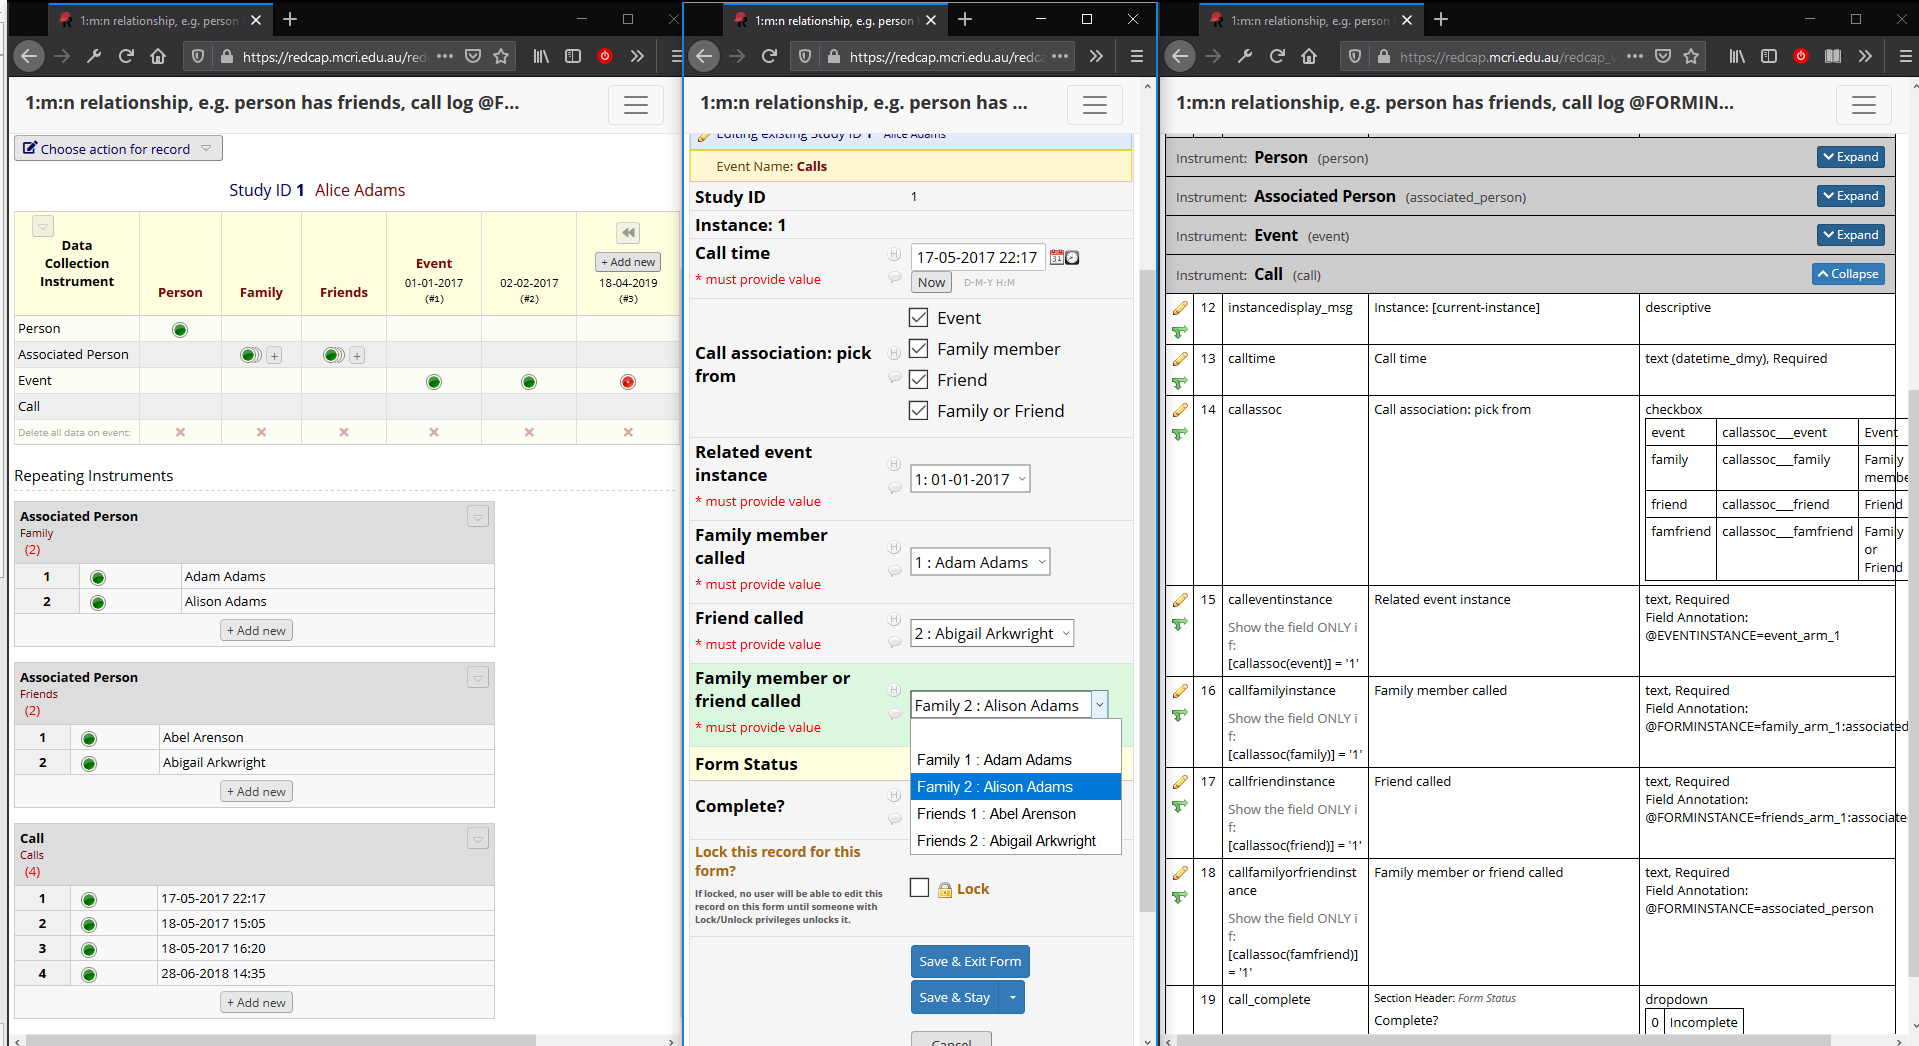 1:m:n relationship, e.g. person
https://redcap.mcri.edu.au/red
1:m:n relationship, e.g. person has friends, call log @F...
Choose action for record
Study ID 1 Alice Adams
Data
Collection
Instrument
Person
Family
Friends
Event
01-01-2017
(#1)
02-02-2017
(#2)
+ Add new
18-04-2019
(#3)
Person
Associated Person
+
+
Event
Call
Delete all data on event:
Repeating Instruments
Associated Person
Family
(2)
1 Adam Adams
2 Alison Adams
+ Add new
Associated Person
Friends
(2)
1 Abel Arenson
2 Abigail Arkwright
+ Add new
Call
Calls
(4)
1 17-05-2017 22:17
2 18-05-2017 15:05
3 18-05-2017 16:20
4 28-06-2018 14:35
+ Add new
1:m:n relationship, e.g. person
https://redcap.mcri.edu.au/redca
1:m:n relationship, e.g. person has ...
Editing existing Study ID 1 Alice Adams
Event Name: Calls
Study ID 1
Instance: 1
Call time
* must provide value
H
17-05-2017 22:17
31
Now D-M-Y H:M
Call association: pick
from
H
Event
Family member
Friend
Family or Friend
Related event
instance
* must provide value
H
1: 01-01-2017
Family member
called
* must provide value
H
1 : Adam Adams
Friend called
* must provide value
H
2 : Abigail Arkwright
Family member or
friend called
* must provide value
H
Family 2 : Alison Adams
Family 1 : Adam Adams
Family 2 : Alison Adams
Friends 1 : Abel Arenson
Friends 2 : Abigail Arkwright
Form Status
Complete?
H
Lock this record for this
form?
If locked, no user will be able to edit this
record on this form until someone with
Lock/Unlock privileges unlocks it.
Lock
Save & Exit Form
Save & Stay
Cancel
1:m:n relationship, e.g. person
https://redcap.mcri.edu.au/redcap_v
1:m:n relationship, e.g. person has friends, call log @FORMIN...
Instrument: Person (person)
Expand
Instrument: Associated Person (associated_person)
Expand
Instrument: Event (event)
Expand
Instrument: Call (call)
Collapse
12 instancedisplay_msg Instance: [current-instance] descriptive
13 calltime Call time text (datetime_dmy), Required
14 callassoc Call association: pick from checkbox
event callassoc___event Event
family callassoc___family Family
membe
friend callassoc___friend Friend
famfriend callassoc___famfriend Family
or
Friend
15 calleventinstance Related event instance text, Required
Field Annotation:
@EVENTINSTANCE=event_arm_1
Show the field ONLY i
f:
[callassoc(event)] = '1'
16 callfamilyinstance Family member called text, Required
Field Annotation:
@FORMINSTANCE=family_arm_1:associated
Show the field ONLY i
f:
[callassoc(family)] = '1'
17 callfriendinstance Friend called text, Required
Field Annotation:
@FORMINSTANCE=friends_arm_1:associate
Show the field ONLY i
f:
[callassoc(friend)] = '1'
18 callfamilyorfriendinst
ance
Family member or friend called text, Required
Field Annotation:
@FORMINSTANCE=associated_person
Show the field ONLY i
f:
[callassoc(famfriend)]
= '1'
19 call_complete Section Header: Form Status
Complete?
dropdown
0 Incomplete